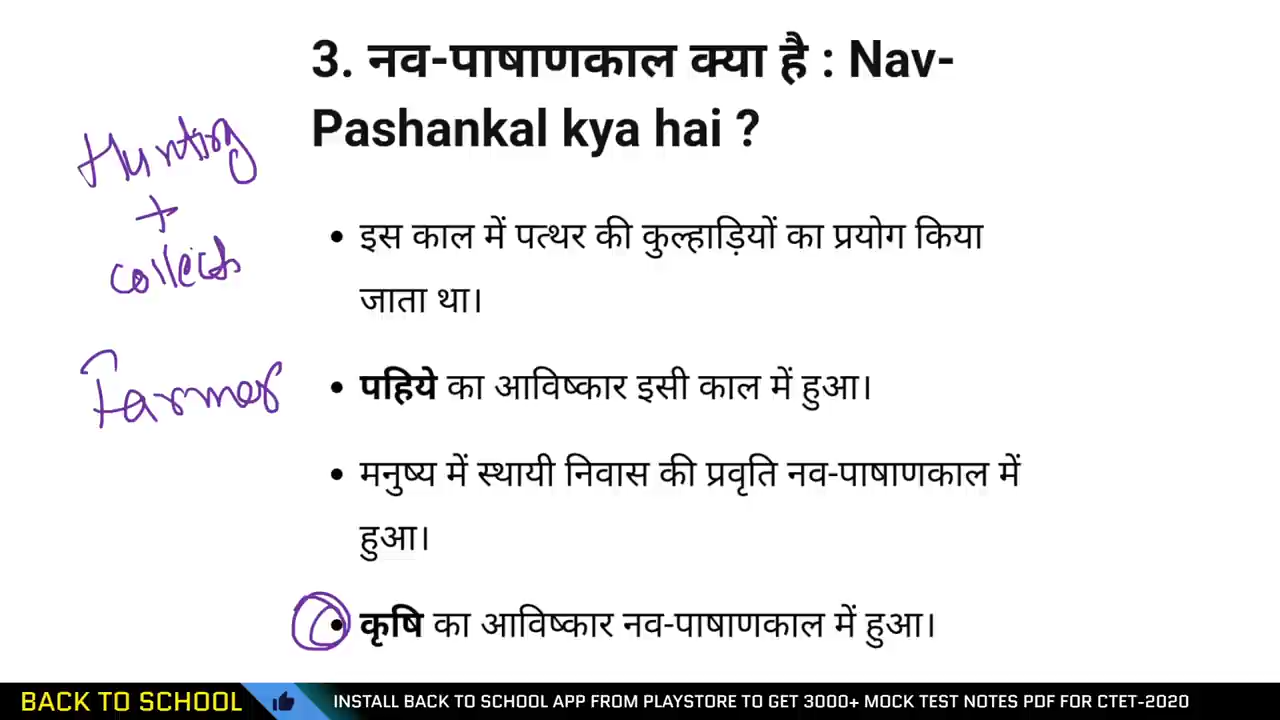 3. नव-पाषाणकाल क्या है : Nav-
Pashankal kya hai ?
Hunting
+
collect
• इस काल में पत्थर की कुल्हाड़ियों का प्रयोग किया
जाता था।
Farmer
• पहिये का आविष्कार इसी काल में हुआ।
• मनुष्य में स्थायी निवास की प्रवृति नव-पाषाणकाल में
हुआ।
• कृषि का आविष्कार नव-पाषाणकाल में हुआ।
BACK TO SCHOOL
INSTALL BACK TO SCHOOL APP FROM PLAYSTORE TO GET 3000+ MOCK TEST NOTES PDF FOR CTET-2020